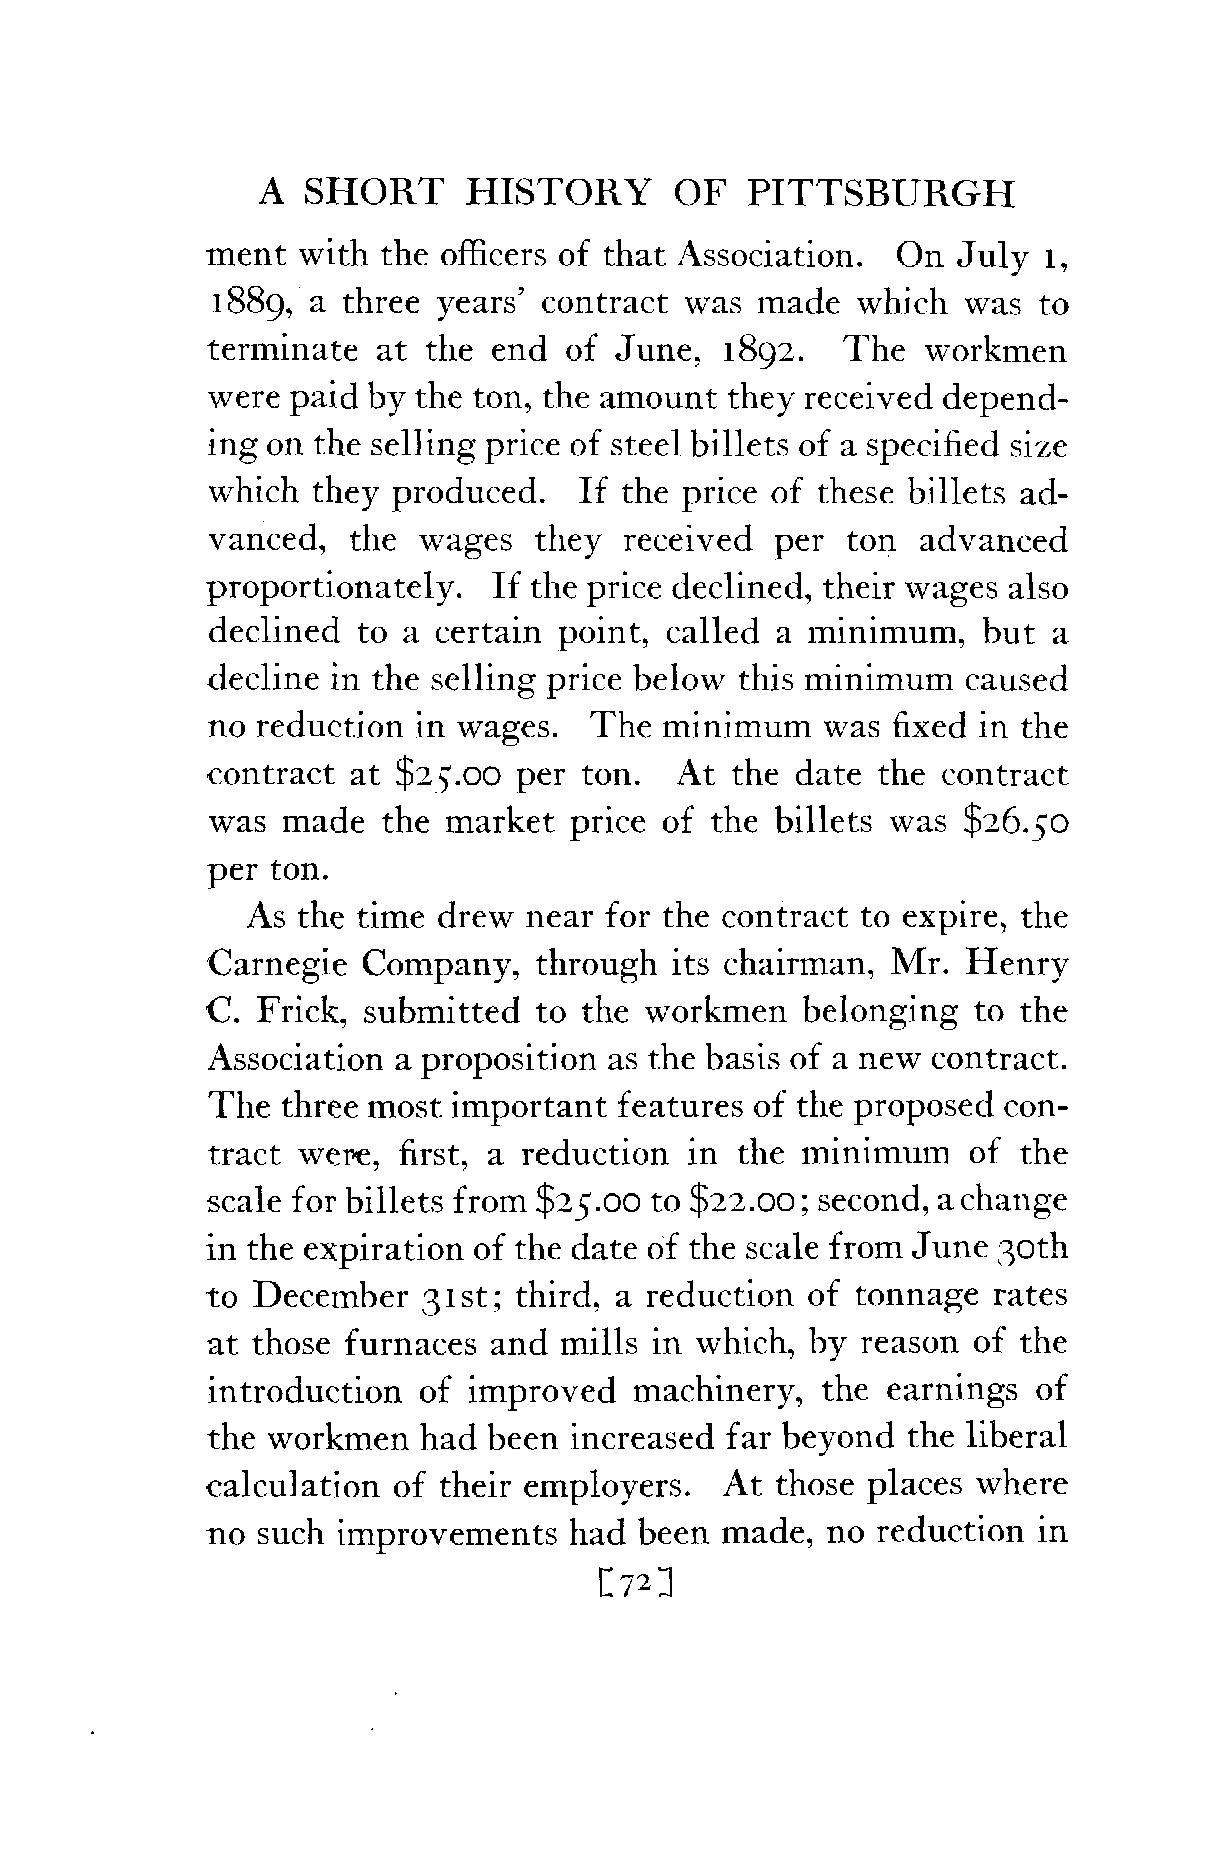 A SHORT HISTORY OF PITTSBURGH
ment with the officers of that Association. On July 1,
1889, a three years' contract was made which was to
terminate at the end of June, 1892. The workmen
were paid by the ton, the amount they received depend-
ing on the selling price of steel billets of a specified size
which they produced. If the price of these billets ad-
vanced, the wages they received per ton advanced
proportionately. If the price declined, their wages also
declined to a certain point, called a minimum, but a
decline in the selling price below this minimum caused
no reduction in wages. The minimum was fixed in the
contract at $25.00 per ton. At the date the contract
was made the market price of the billets was $26.50
per ton.
As the time drew near for the contract to expire, the
Carnegie Company, through its chairman, Mr. Henry
C. Frick, submitted to the workmen belonging to the
Association a proposition as the basis of a new contract.
The three most important features of the proposed con-
tract were, first, a reduction in the minimum of the
scale for billets from $25.00 to $22.00; second, a change
in the expiration of the date of the scale from June 30th
to December 31st; third, a reduction of tonnage rates
at those furnaces and mills in which, by reason of the
introduction of improved machinery, the earnings of
the workmen had been increased far beyond the liberal
calculation of their employers. At those places where
no such improvements had been made, no reduction in
[72]